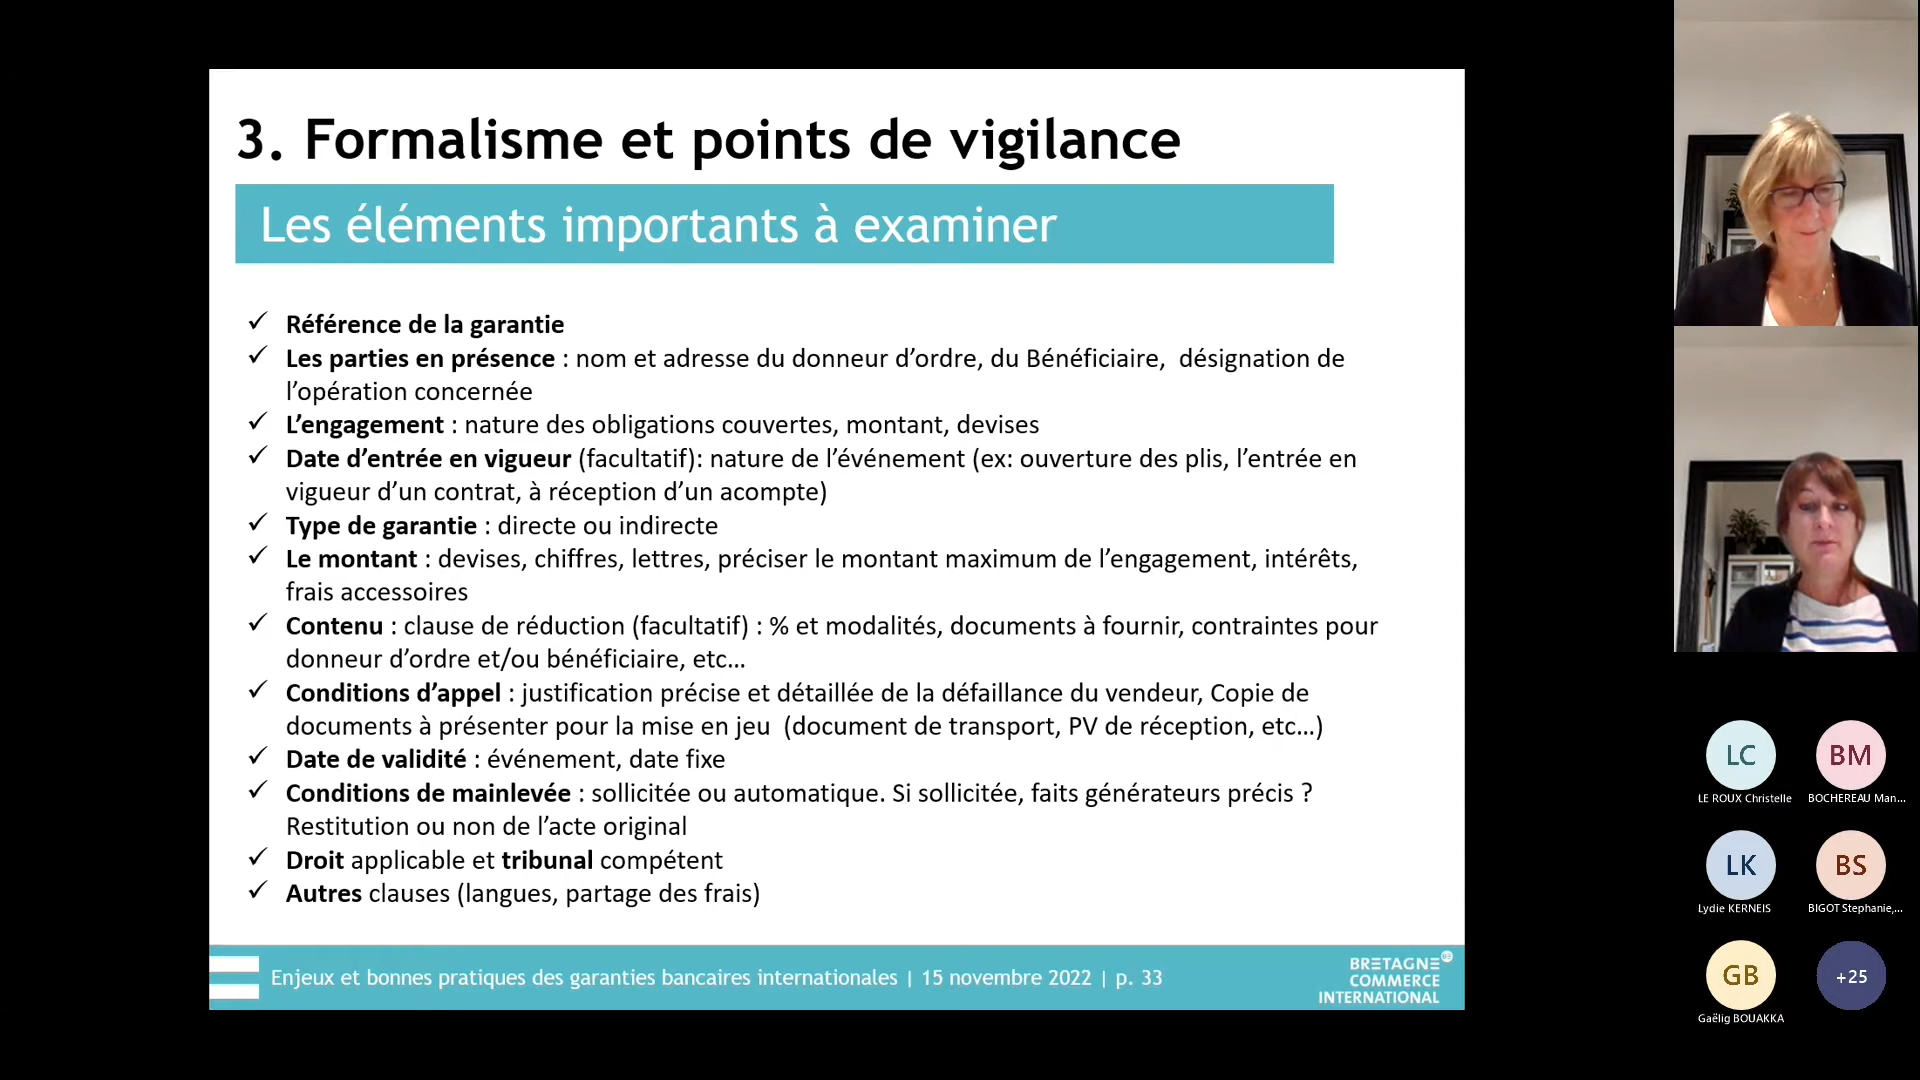 3. Formalisme et points de vigilance
Les éléments importants à examiner
✓ Référence de la garantie
✓ Les parties en présence : nom et adresse du donneur d’ordre, du Bénéficiaire,  désignation de
l’opération concernée
✓ L’engagement : nature des obligations couvertes, montant, devises
✓ Date d’entrée en vigueur (facultatif): nature de l’événement (ex: ouverture des plis, l’entrée en
vigueur d’un contrat, à réception d’un acompte)
✓ Type de garantie : directe ou indirecte
✓ Le montant : devises, chiffres, lettres, préciser le montant maximum de l’engagement, intérêts,
frais accessoires
✓ Contenu : clause de réduction (facultatif) : % et modalités, documents à fournir, contraintes pour
donneur d’ordre et/ou bénéficiaire, etc…
✓ Conditions d’appel : justification précise et détaillée de la défaillance du vendeur, Copie de
documents à présenter pour la mise en jeu  (document de transport, PV de réception, etc…)
✓ Date de validité : événement, date fixe
✓ Conditions de mainlevée : sollicitée ou automatique. Si sollicitée, faits générateurs précis ?
Restitution ou non de l’acte original
✓ Droit applicable et tribunal compétent
✓ Autres clauses (langues, partage des frais)
Enjeux et bonnes pratiques des garanties bancaires internationales | 15 novembre 2022 | p. 33
BRETAGNE
COMMERCE
INTERNATIONAL
LC
LE ROUX Christelle
BM
BOCHEREAU Man...
LK
Lydie KERNEIS
BS
BIGOT Stephanie,...
GB
Gaëlig BOUAKKA
+25